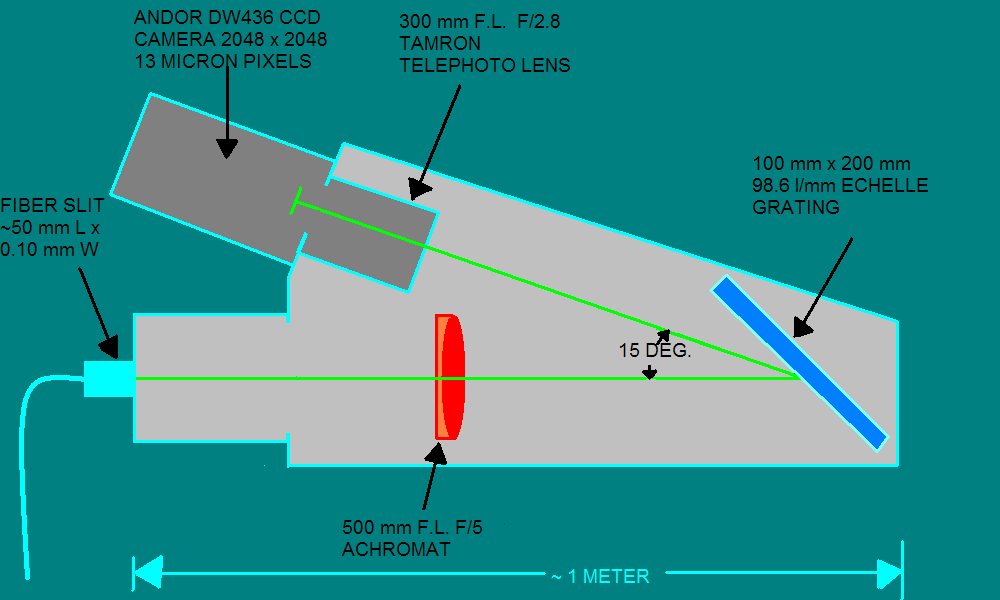 ANDOR DW436 CCD
CAMERA 2048 x 2048
13 MICRON PIXELS
300 mm F.L.  F/2.8
TAMRON
TELEPHOTO LENS
100 mm x 200 mm
98.6 l/mm ECHELLE
GRATING
FIBER SLIT
~50 mm L x
0.10 mm W
15 DEG.
500 mm F.L. F/5
ACHROMAT
~ 1 METER